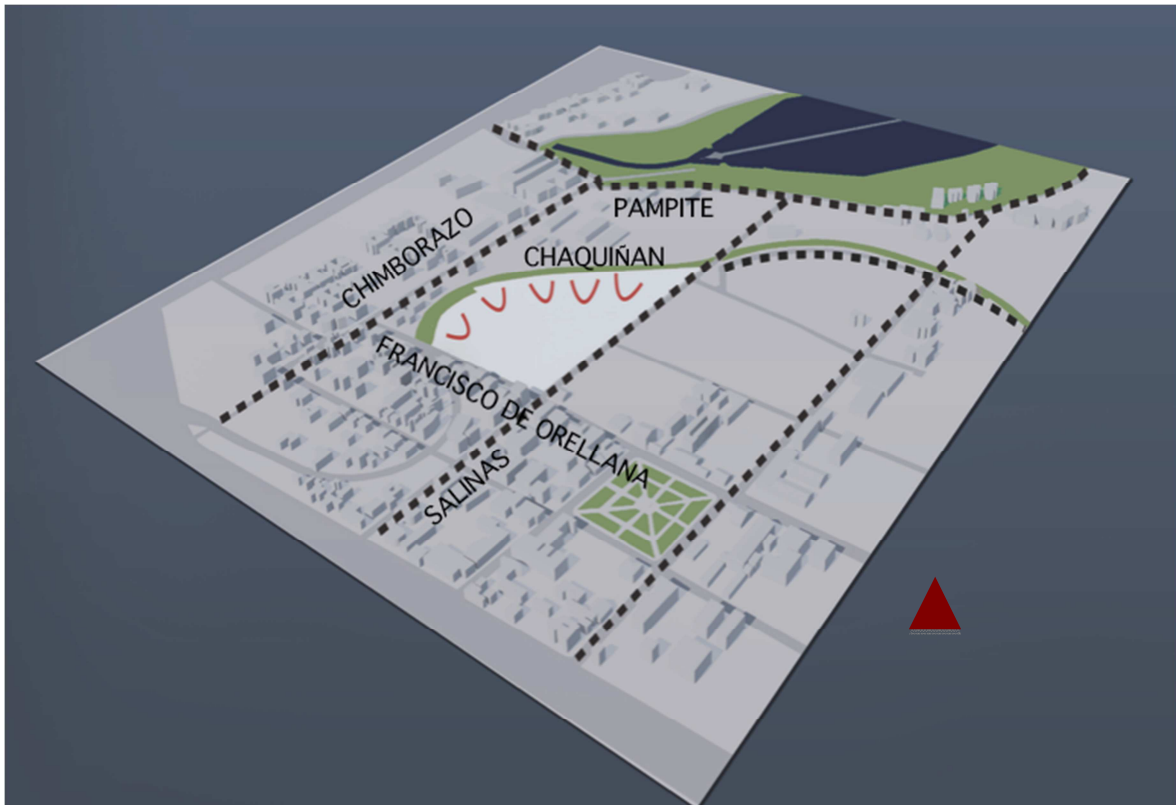 PAMPITE
CHIMBORAZO
CHAQUIÑAN
FRANCISCO DE ORELLANA
SALINAS